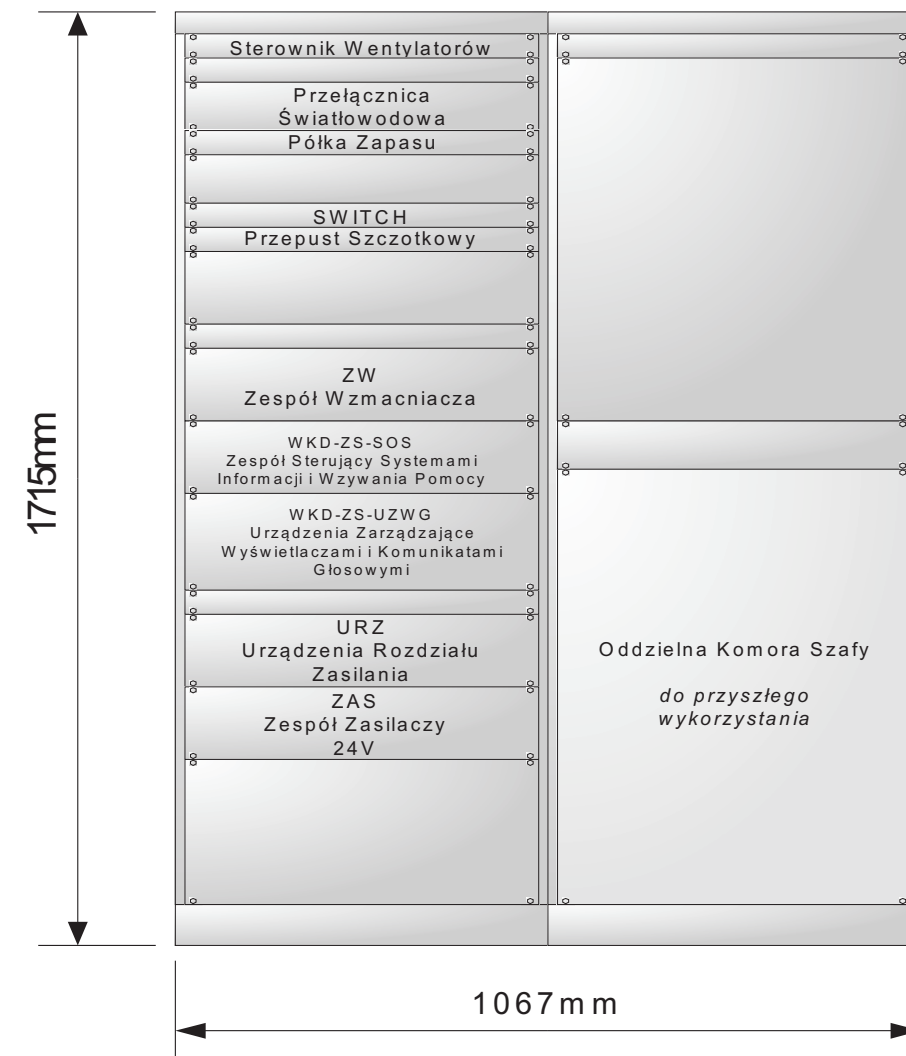 Sterownik Wentylatorów
Przełącznica
Światłowodowa
Półka Zapasu
SWITCH
Przepust Szczotkowy
ZW
Zespół Wzmacniacza
WKD-ZS-SOS
Zespół Sterujący Systemami
Informacji i Wzywania Pomocy
WKD-ZS-UZWG
Urządzenia Zarządzające
Wyświetlaczami i Komunikatami
Głosowymi
URZ
Urządzenia Rozdziału
Zasilania
ZAS
Zespół Zasilaczy
24V
Oddzielna Komora Szafy
do przyszłego
wykorzystania
1715mm
1067mm